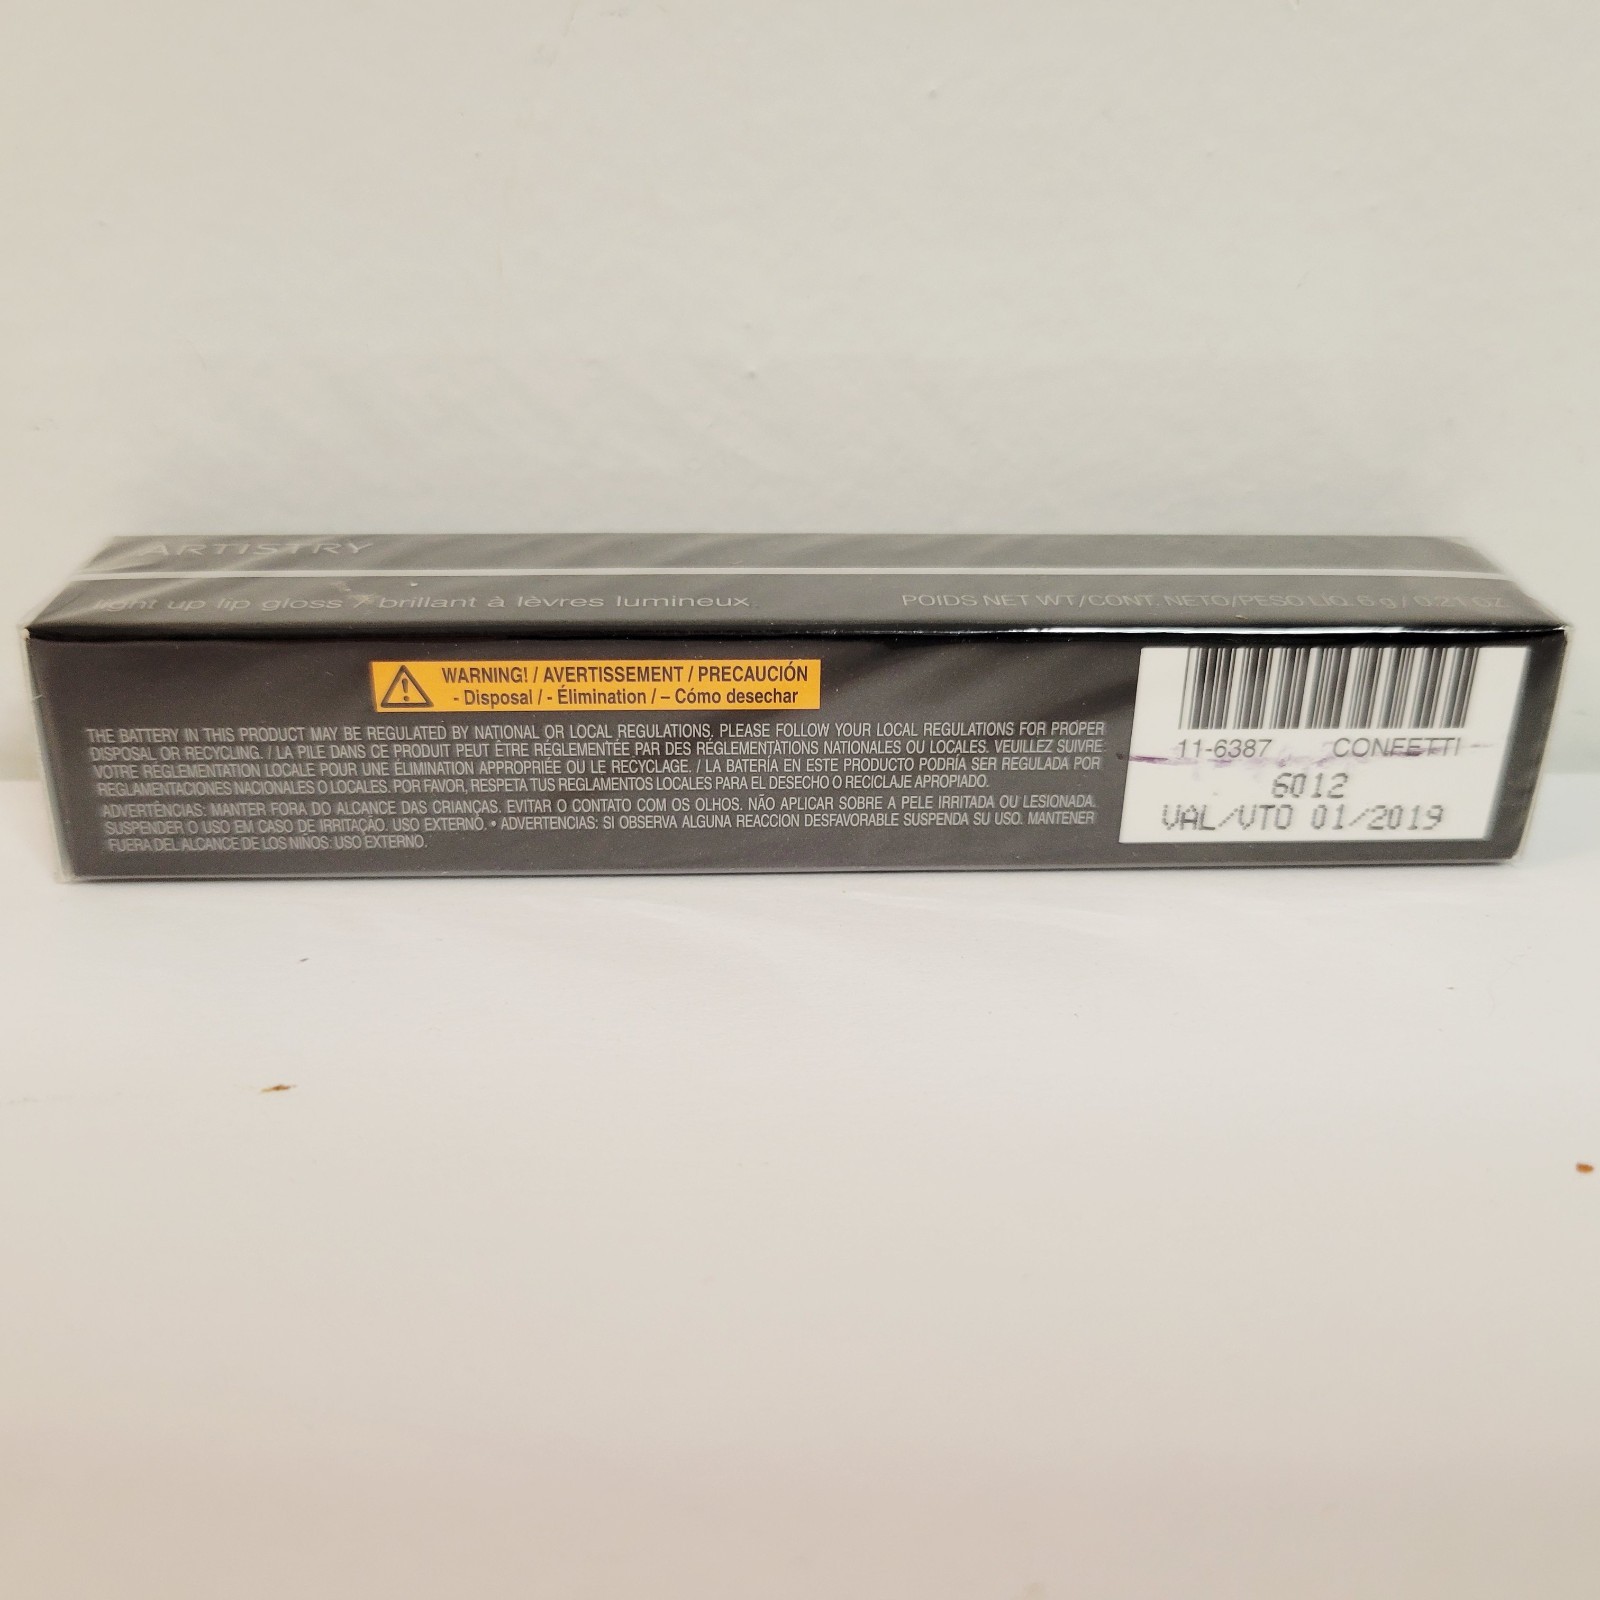 ARTISTRY
light up lip gloss / brillant à lèvres lumineux
POIDS NET WT/CONT. NETO/PESO LÍQ. 6 g / 0.21 OZ.
WARNING! / AVERTISSEMENT / PRECAUCIÓN
- Disposal / - Élimination / – Cómo desechar
THE BATTERY IN THIS PRODUCT MAY BE REGULATED BY NATIONAL OR LOCAL REGULATIONS. PLEASE FOLLOW YOUR LOCAL REGULATIONS FOR PROPER
DISPOSAL OR RECYCLING. / LA PILE DANS CE PRODUIT PEUT ÊTRE RÉGLEMENTÉE PAR DES RÉGLEMENTATIONS NATIONALES OU LOCALES. VEUILLEZ SUIVRE
VOTRE RÉGLEMENTATION LOCALE POUR UNE ÉLIMINATION APPROPRIÉE OU LE RECYCLAGE. / LA BATERÍA EN ESTE PRODUCTO PODRÍA SER REGULADA POR
REGLAMENTACIONES NACIONALES O LOCALES. POR FAVOR, RESPETA TUS REGLAMENTOS LOCALES PARA EL DESECHO O RECICLAJE APROPIADO.
ADVERTÊNCIAS: MANTER FORA DO ALCANCE DAS CRIANÇAS. EVITAR O CONTATO COM OS OLHOS. NÃO APLICAR SOBRE A PELE IRRITADA OU LESIONADA.
SUSPENDER O USO EM CASO DE IRRITAÇÃO. USO EXTERNO. • ADVERTENCIAS: SI OBSERVA ALGUNA REACCION DESFAVORABLE SUSPENDA SU USO. MANTENER
FUERA DEL ALCANCE DE LOS NIÑOS. USO EXTERNO.
11-6387 CONFETTI
6012
VAL/VTO 01/2019